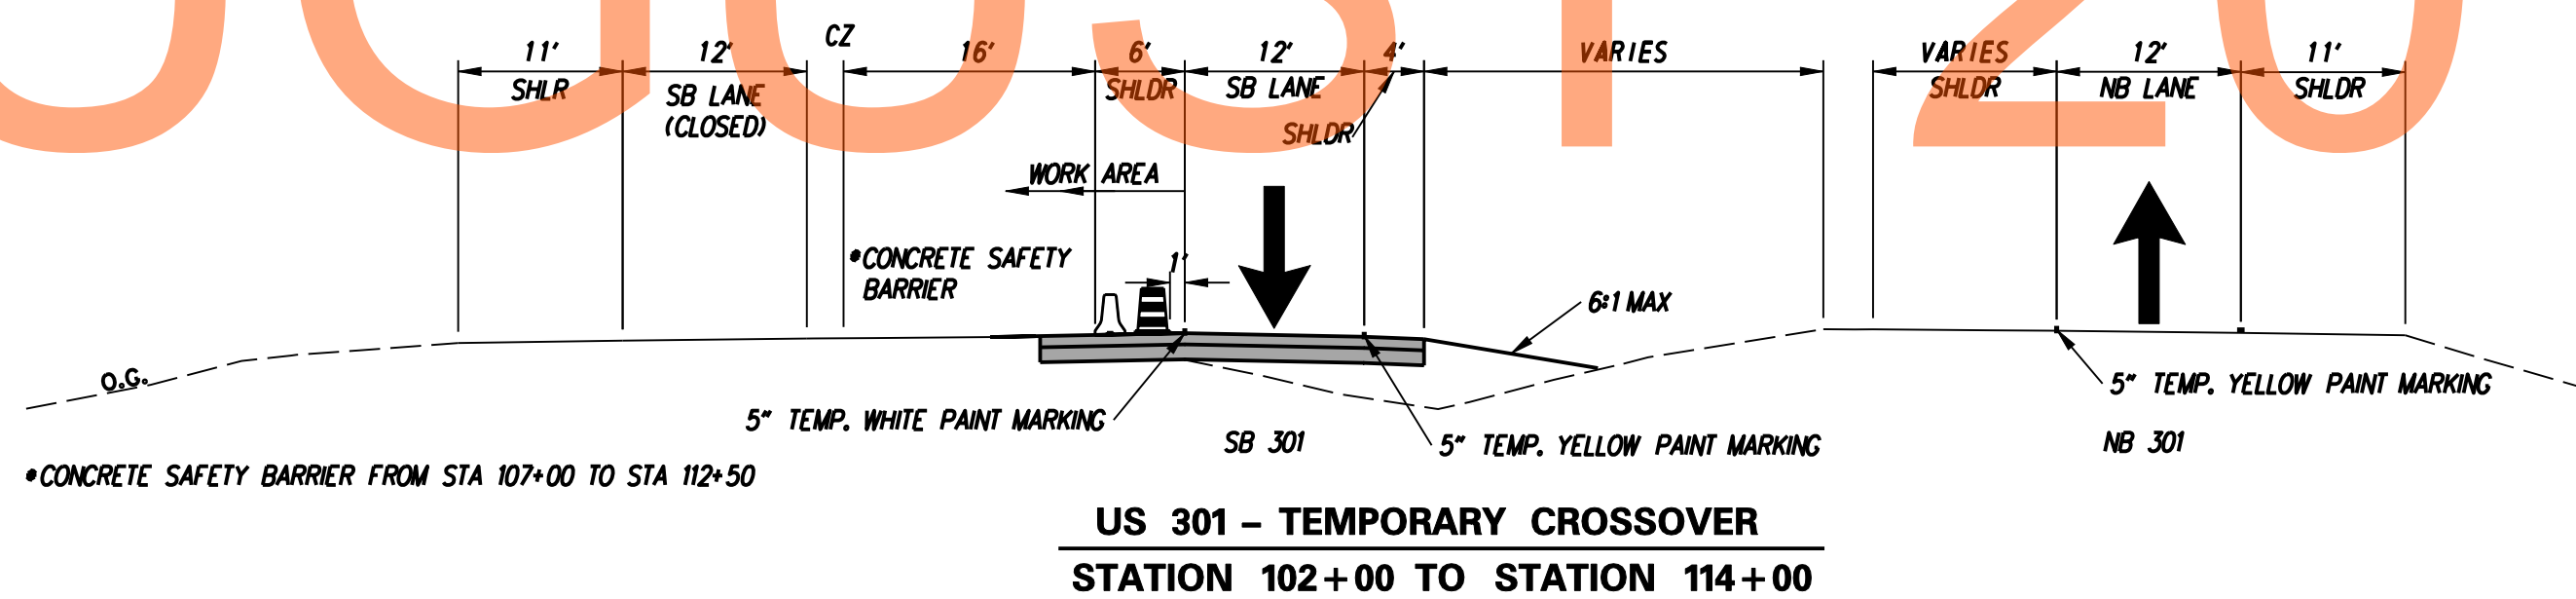 11' 12' CZ 16' 6' 12' 4' VARIES VARIES 12' 11'
SHLR SB LANE SHLDR SB LANE SHLDR NB LANE SHLDR
(CLOSED)
SHLDR
WORK AREA
*CONCRETE SAFETY
BARRIER
1'
6:1 MAX
O.G.
5" TEMP. WHITE PAINT MARKING
5" TEMP. YELLOW PAINT MARKING
5" TEMP. YELLOW PAINT MARKING
SB 301
NB 301
*CONCRETE SAFETY BARRIER FROM STA 107+00 TO STA 112+50
US 301 – TEMPORARY CROSSOVER
STATION 102+00 TO STATION 114+00